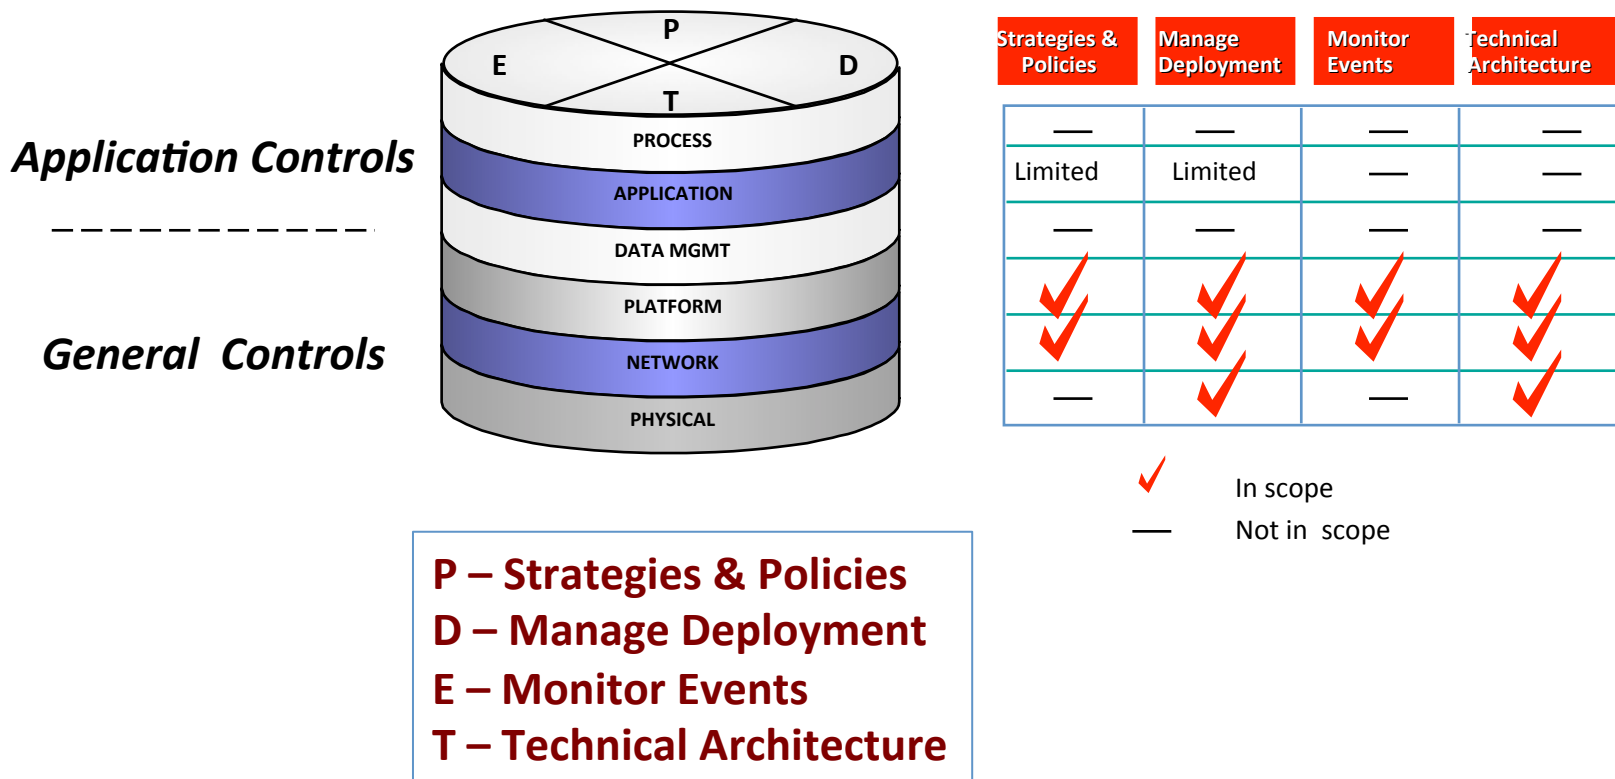 P
E
D
T
Strategies & Policies
Manage Deployment
Monitor Events
Technical Architecture
Application Controls
General  Controls
PROCESS
— — — —
APPLICATION
Limited Limited — —
DATA MGMT
— — — —
PLATFORM
NETWORK
PHYSICAL
— —
In scope
— Not in  scope
P – Strategies & Policies
D – Manage Deployment
E – Monitor Events
T – Technical Architecture